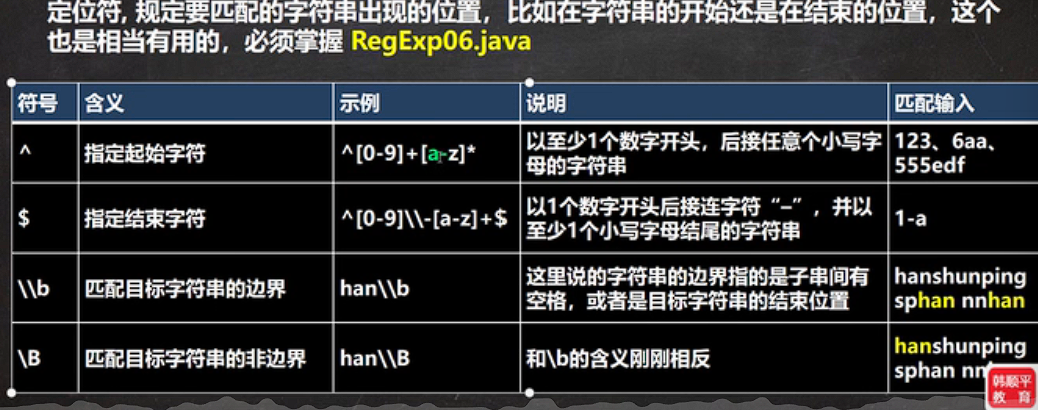 定位符, 规定要匹配的字符串出现的位置，比如在字符串的开始还是在结束的位置，这个
也是相当有用的，必须掌握 RegExp06.java
符号 含义 示例 说明 匹配输入
^ 指定起始字符 ^[0-9]+[a-z]* 以至少1个数字开头，后接任意个小写字
母的字符串 123、6aa、
555edf
$ 指定结束字符 ^[0-9]\\-[a-z]+$ 以1个数字开头后接连字符“–”，并以
至少1个小写字母结尾的字符串 1-a
\\b 匹配目标字符串的边界 han\\b 这里说的字符串的边界指的是子串间有
空格，或者是目标字符串的结束位置 hanshunping
sphan nnhan
\B 匹配目标字符串的非边界 han\\B 和\b的含义刚刚相反 hanshunping
sphan
韩顺平
教育